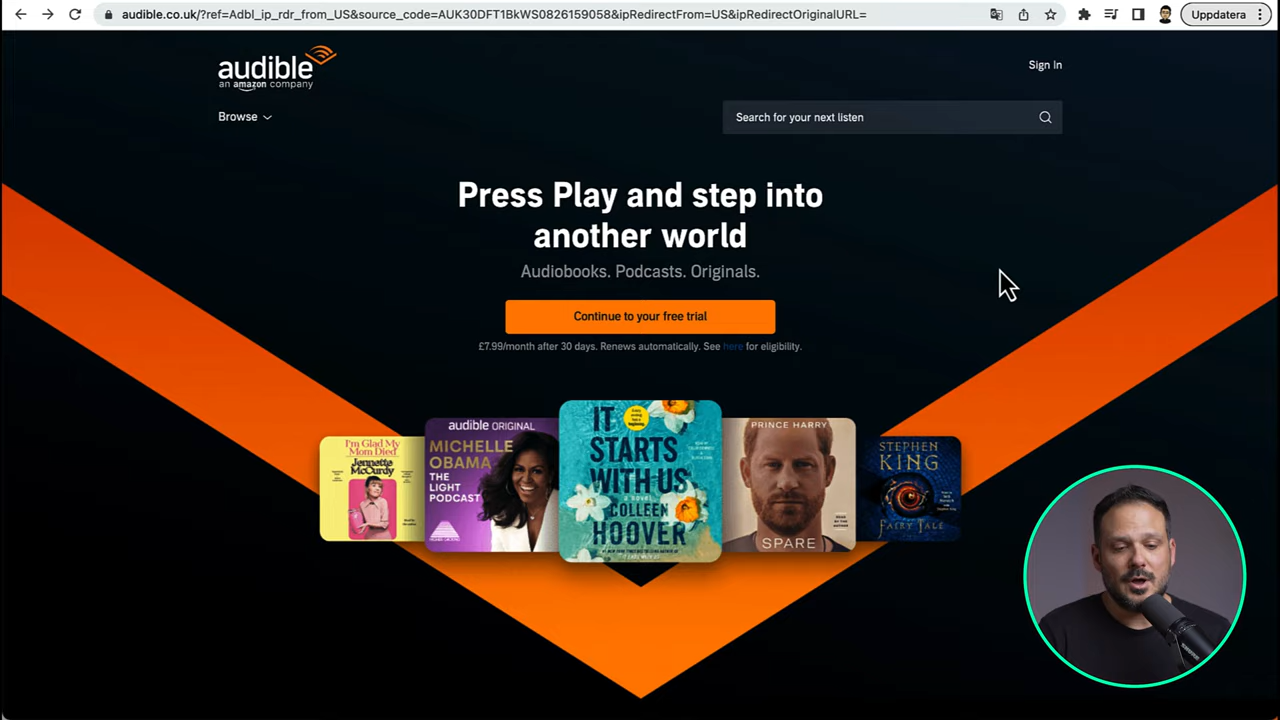 audible.co.uk/?ref=Adbl_ip_rdr_from_US&source_code=AUK30DFT1BkWS0826159058&ipRedirectFrom=US&ipRedirectOriginalURL=
Uppdatera
audible
an amazon company
Sign In
Browse
Search for your next listen
Press Play and step into
another world
Audiobooks. Podcasts. Originals.
Continue to your free trial
£7.99/month after 30 days. Renews automatically. See here for eligibility.
I'm Glad My
Mom Died
Jennette
McCurdy
audible ORIGINAL
MICHELLE
OBAMA
THE
LIGHT
PODCAST
IT
STARTS
WITH US
A NOVEL
COLLEEN
HOOVER
PRINCE HARRY
SPARE
STEPHEN
KING
FAIRY TALE